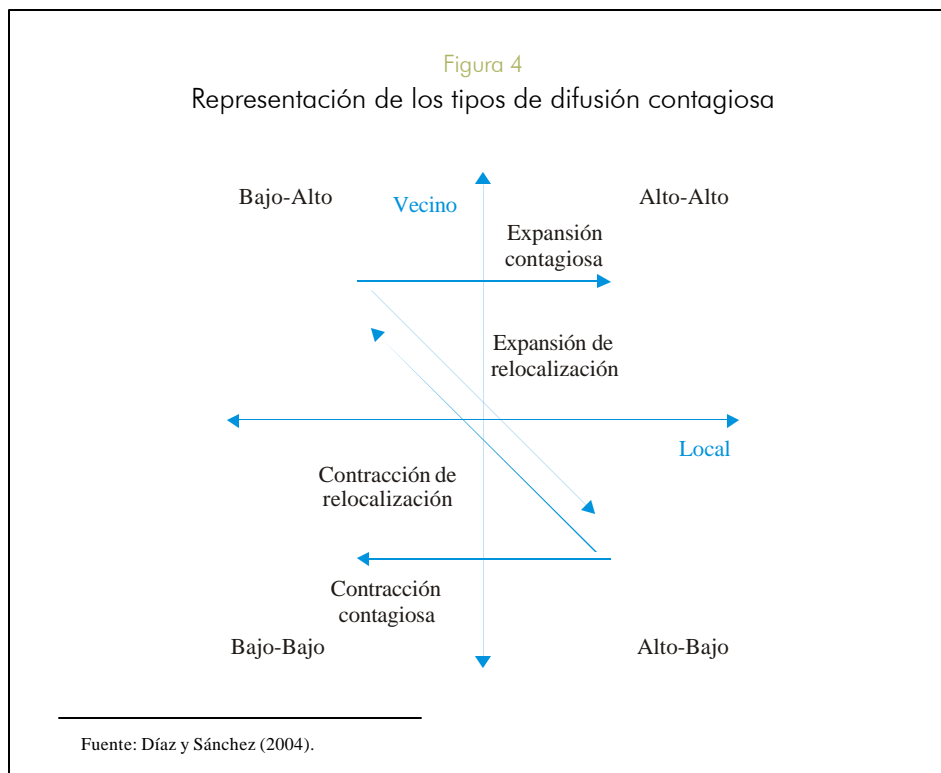 Figura 4
Representación de los tipos de difusión contagiosa
Bajo-Alto
Vecino
Alto-Alto
Expansión
contagiosa
Expansión de
relocalización
Local
Contracción de
relocalización
Contracción
contagiosa
Bajo-Bajo
Alto-Bajo
Fuente: Díaz y Sánchez (2004).